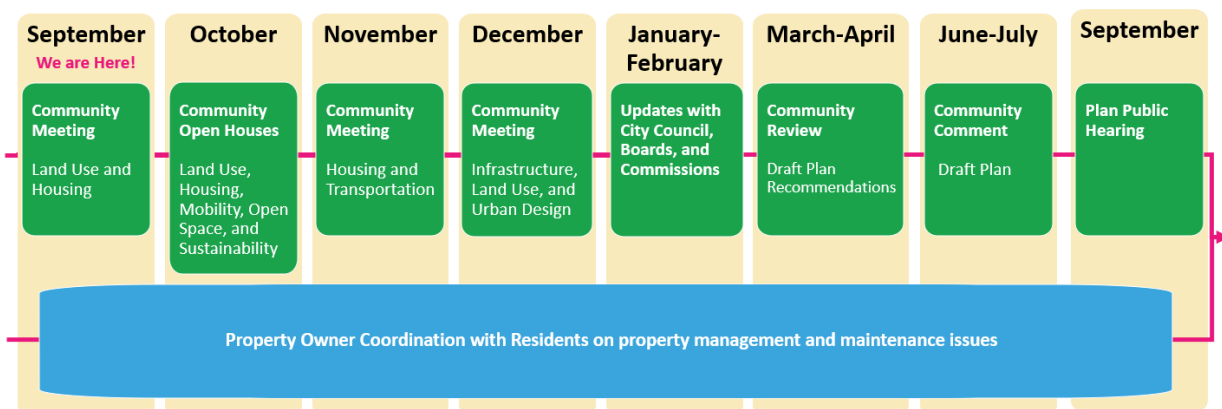 September
We are Here!
Community
Meeting
Land Use and
Housing
October
Community
Open Houses
Land Use,
Housing,
Mobility, Open
Space, and
Sustainability
November
Community
Meeting
Housing and
Transportation
December
Community
Meeting
Infrastructure,
Land Use, and
Urban Design
January-
February
Updates with
City Council,
Boards, and
Commissions
March-April
Community
Review
Draft Plan
Recommendations
June-July
Community
Comment
Draft Plan
September
Plan Public
Hearing
Property Owner Coordination with Residents on property management and maintenance issues